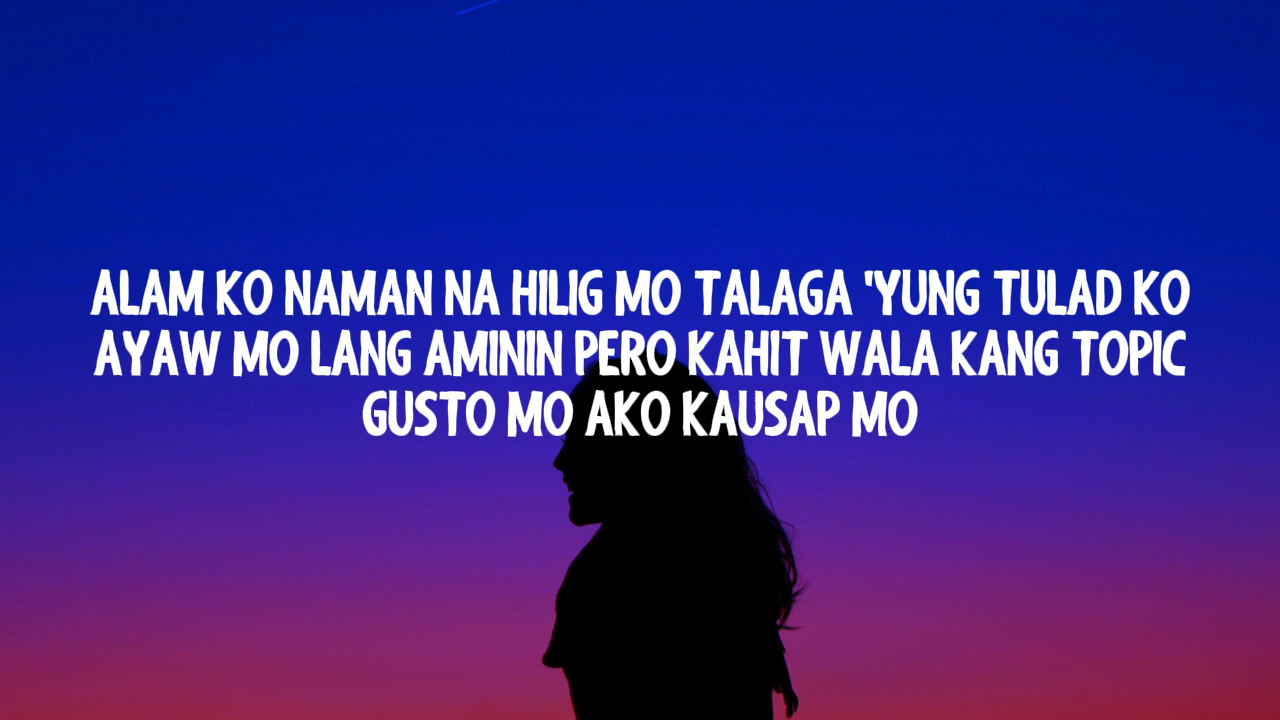 ALAM KO NAMAN NA HILIG MO TALAGA 'YUNG TULAD KO
AYAW MO LANG AMININ PERO KAHIT WALA KANG TOPIC
GUSTO MO AKO KAUSAP MO